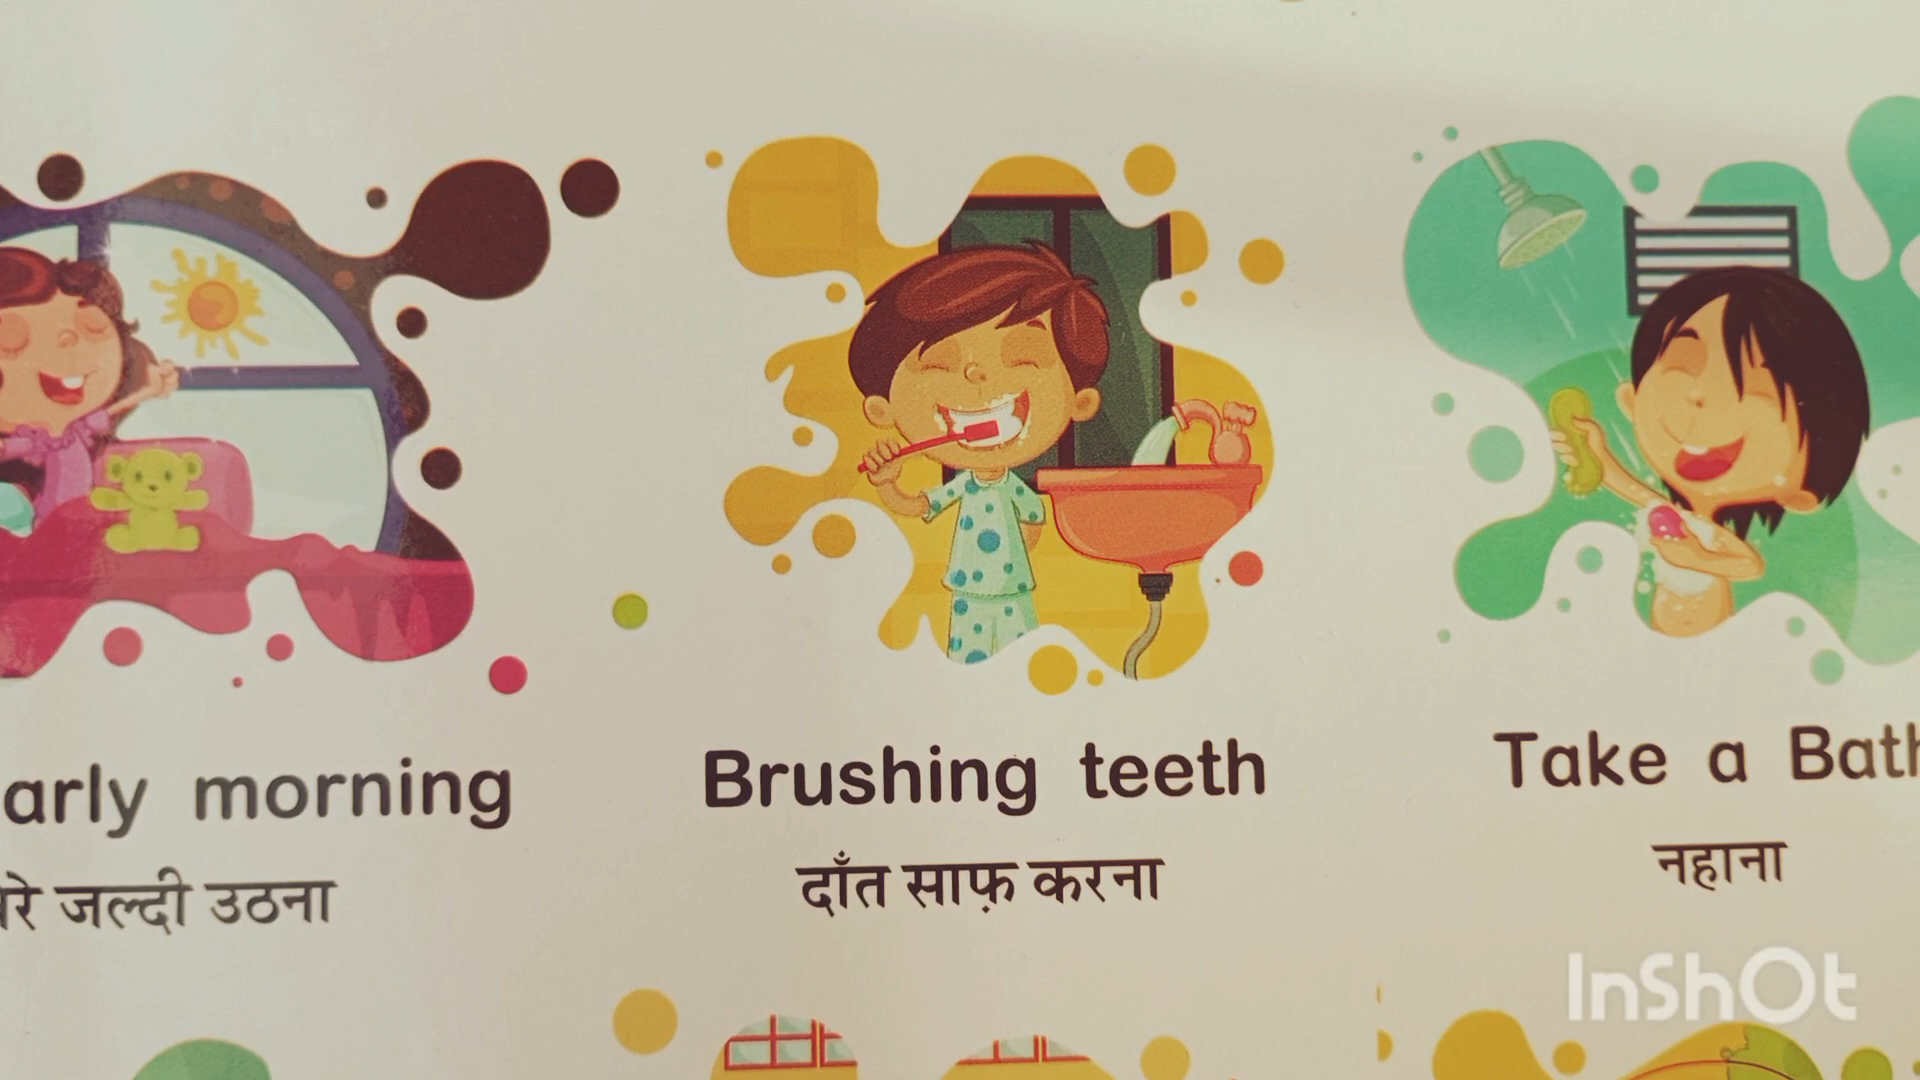 arly morning
Brushing teeth
Take a Bath
रे जल्दी उठना
दाँत साफ़ करना
नहाना
InShOt